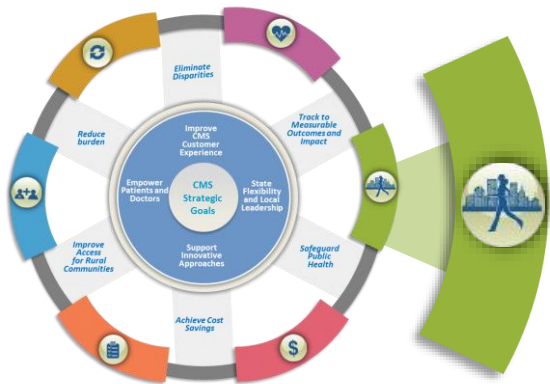 Eliminate
Disparities
Track to
Measurable
Outcomes and
Impact
Safeguard
Public
Health
Achieve Cost
Savings
Improve
Access
for Rural
Communities
Reduce
burden
Improve
CMS
Customer
Experience
Empower
Patients and
Doctors
CMS
Strategic
Goals
State
Flexibility
and Local
Leadership
Support
Innovative
Approaches
$